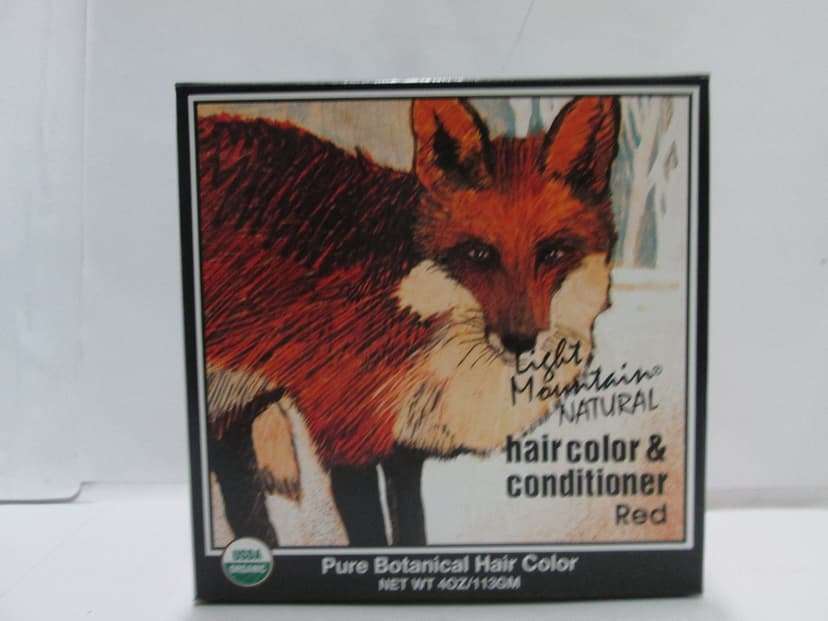 Light
Mountain®
NATURAL
hair color &
conditioner
Red
USDA
ORGANIC
Pure Botanical Hair Color
NET WT 4OZ/113GM